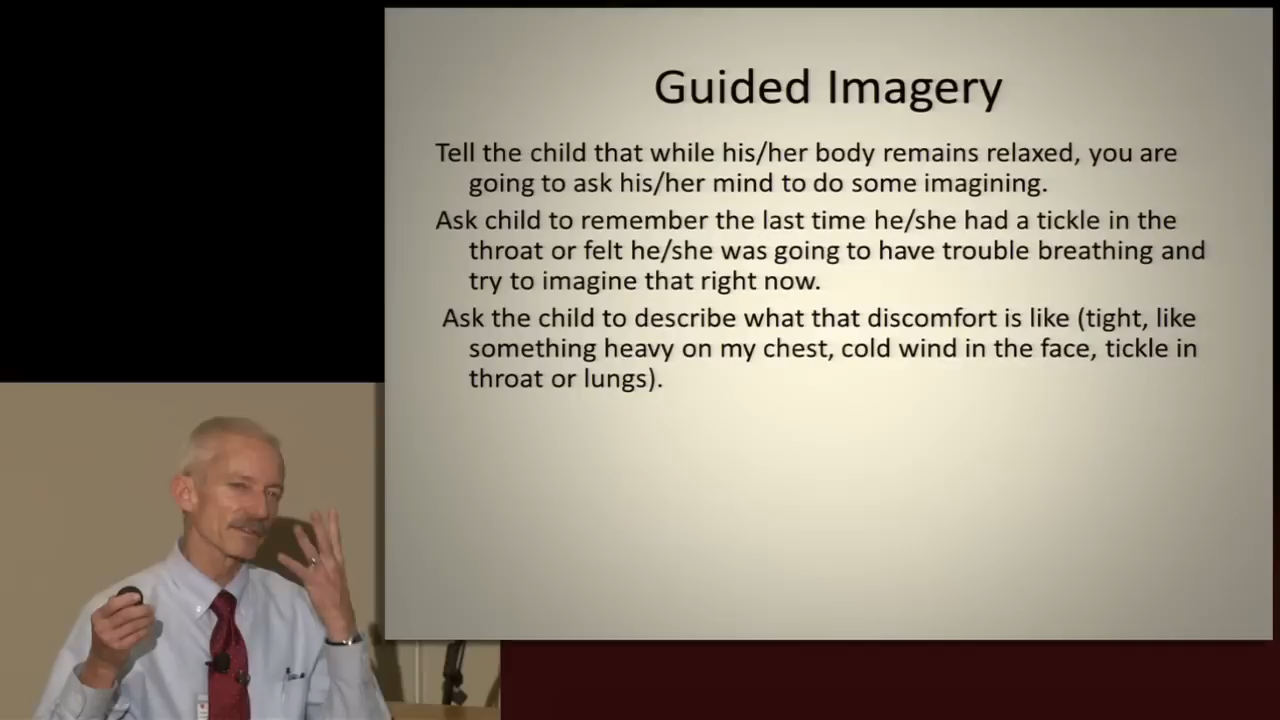 Guided Imagery
Tell the child that while his/her body remains relaxed, you are
going to ask his/her mind to do some imagining.
Ask child to remember the last time he/she had a tickle in the
throat or felt he/she was going to have trouble breathing and
try to imagine that right now.
Ask the child to describe what that discomfort is like (tight, like
something heavy on my chest, cold wind in the face, tickle in
throat or lungs).